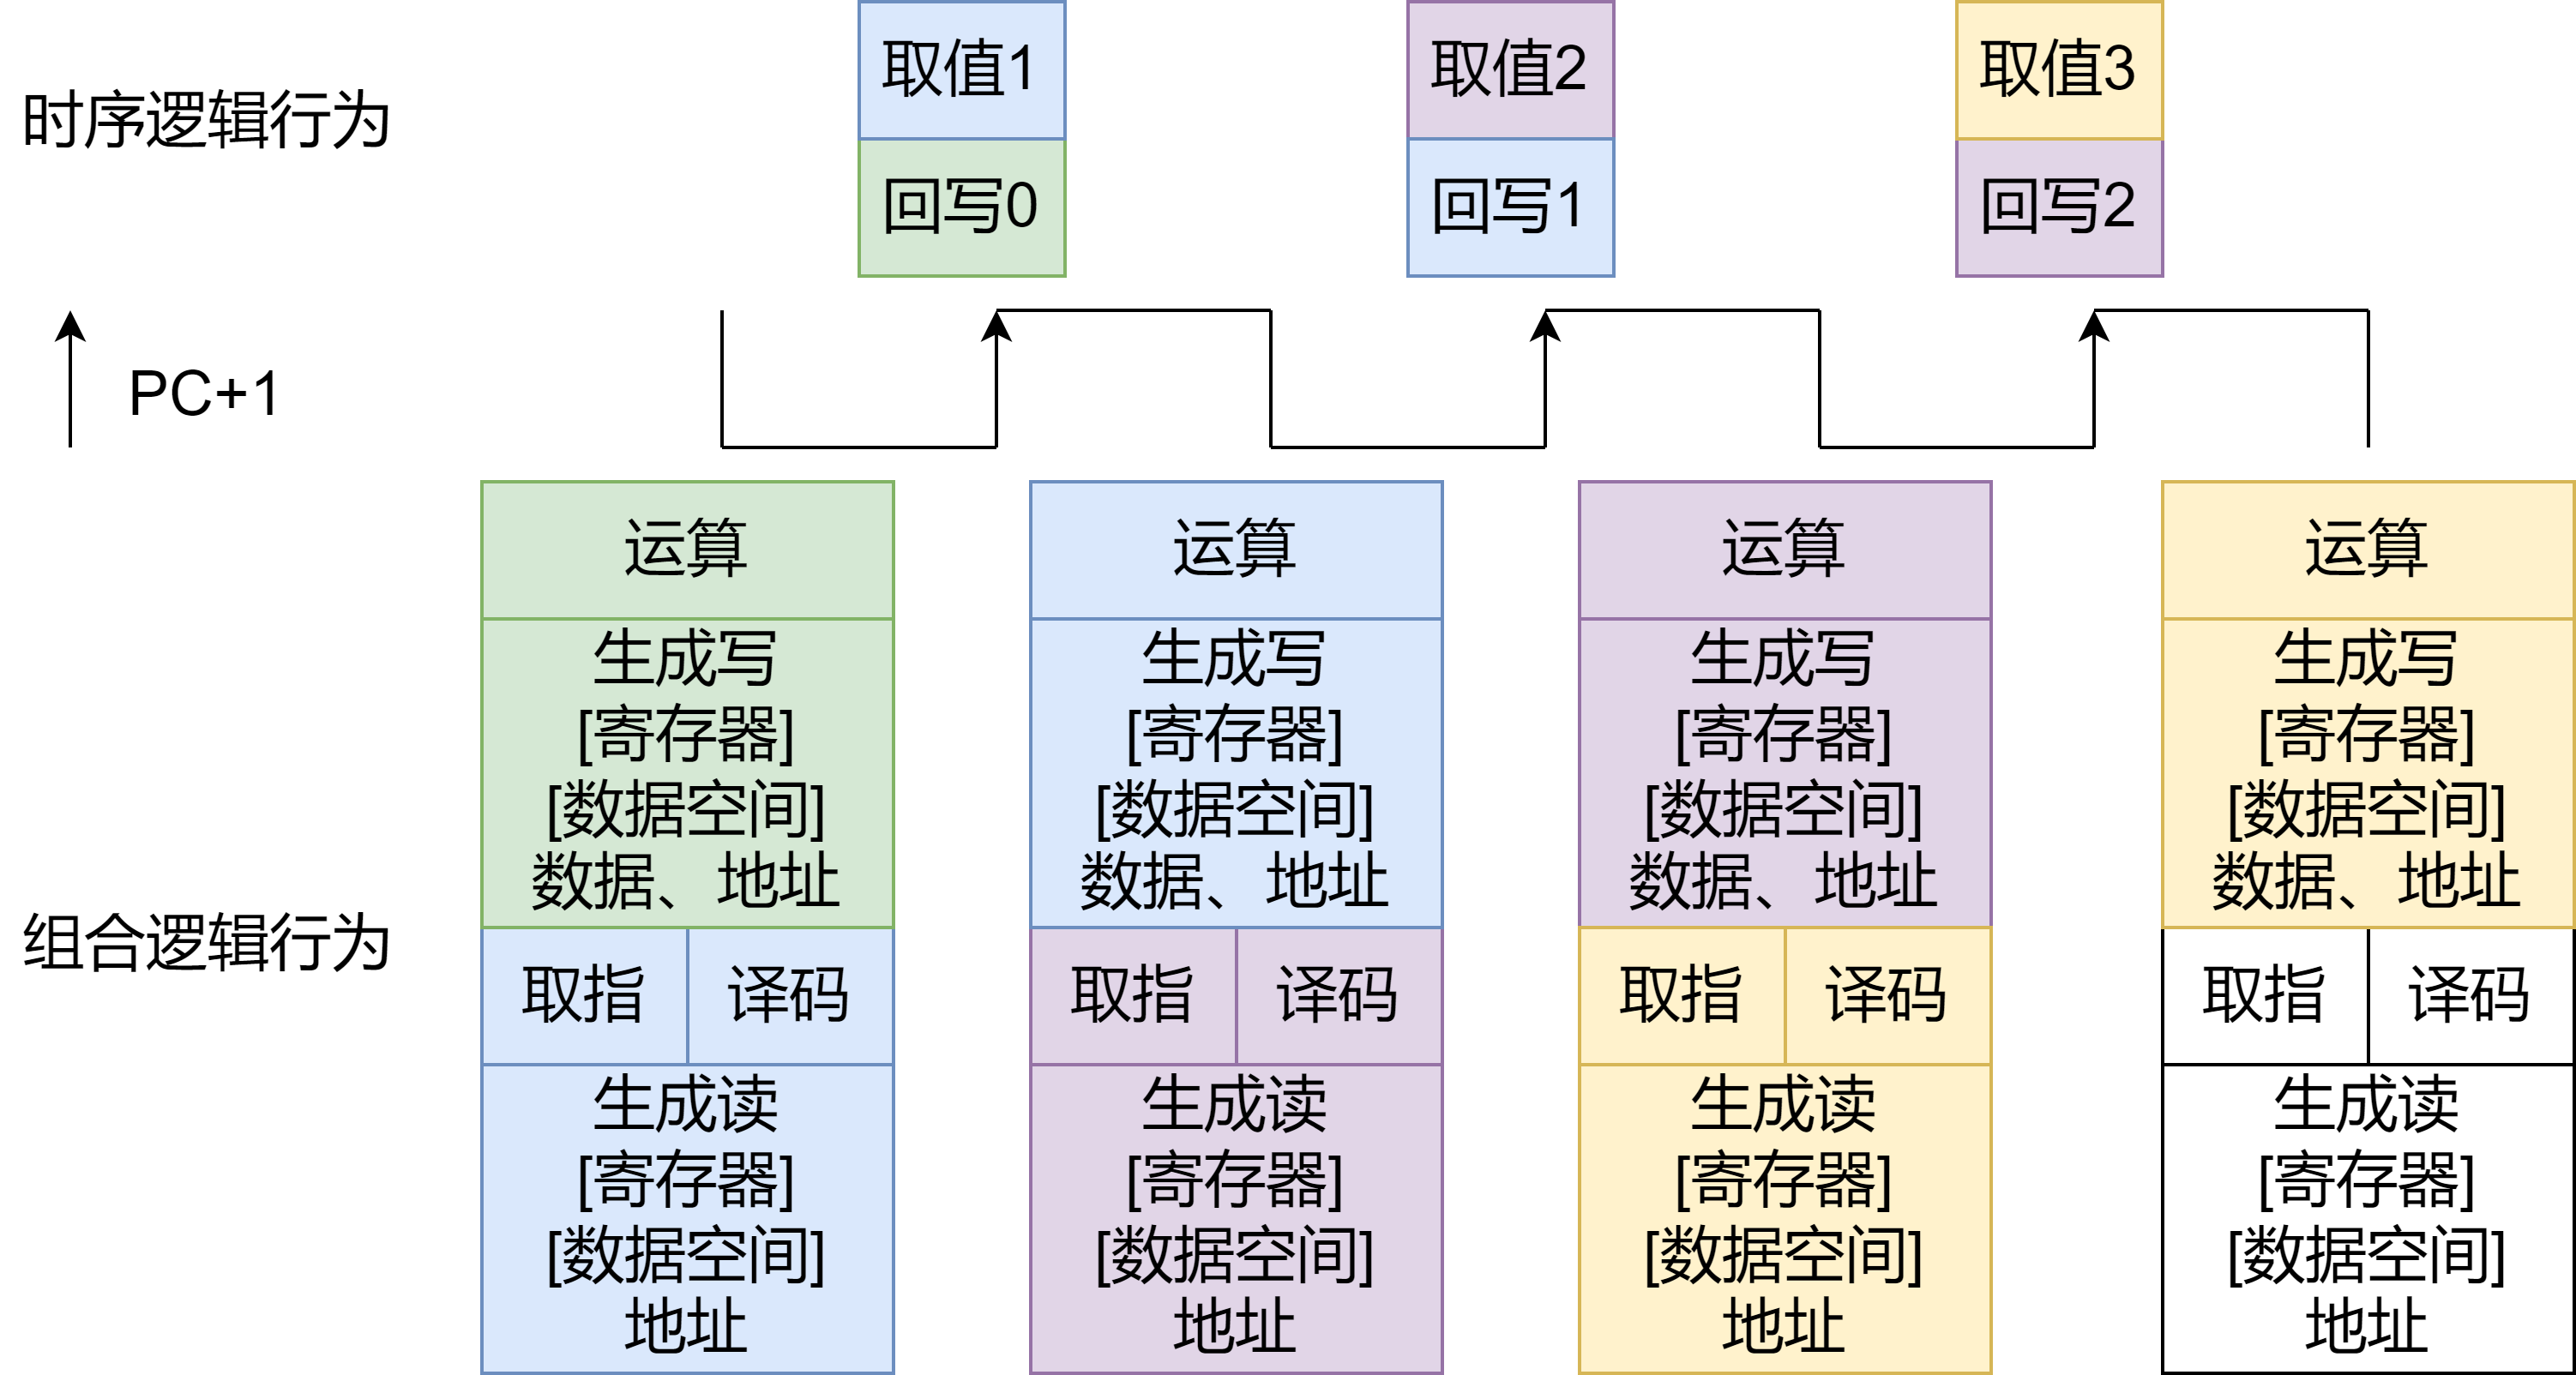 时序逻辑行为
取值1
取值2
取值3
回写0
回写1
回写2
PC+1
组合逻辑行为
运算
生成写
[寄存器]
[数据空间]
数据、地址
取指
译码
生成读
[寄存器]
[数据空间]
地址
运算
生成写
[寄存器]
[数据空间]
数据、地址
取指
译码
生成读
[寄存器]
[数据空间]
地址
运算
生成写
[寄存器]
[数据空间]
数据、地址
取指
译码
生成读
[寄存器]
[数据空间]
地址
运算
生成写
[寄存器]
[数据空间]
数据、地址
取指
译码
生成读
[寄存器]
[数据空间]
地址